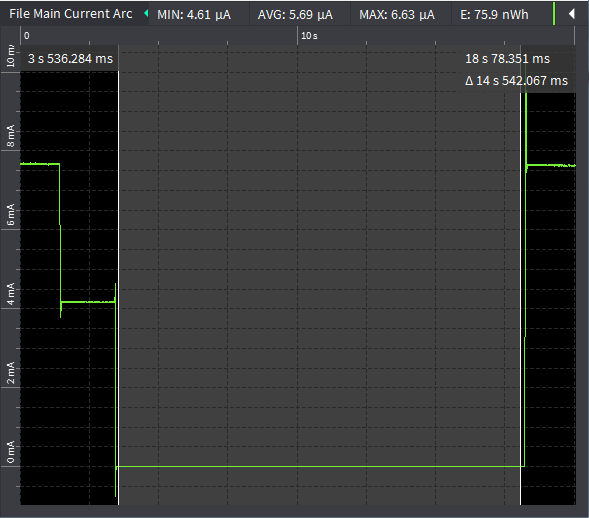 File Main Current Arc MIN: 4.61 µA AVG: 5.69 µA MAX: 6.63 µA E: 75.9 nWh
0 10 s
3 s 536.284 ms 18 s 78.351 ms
Δ 14 s 542.067 ms
8 mA
6 mA
4 mA
2 mA
0 mA